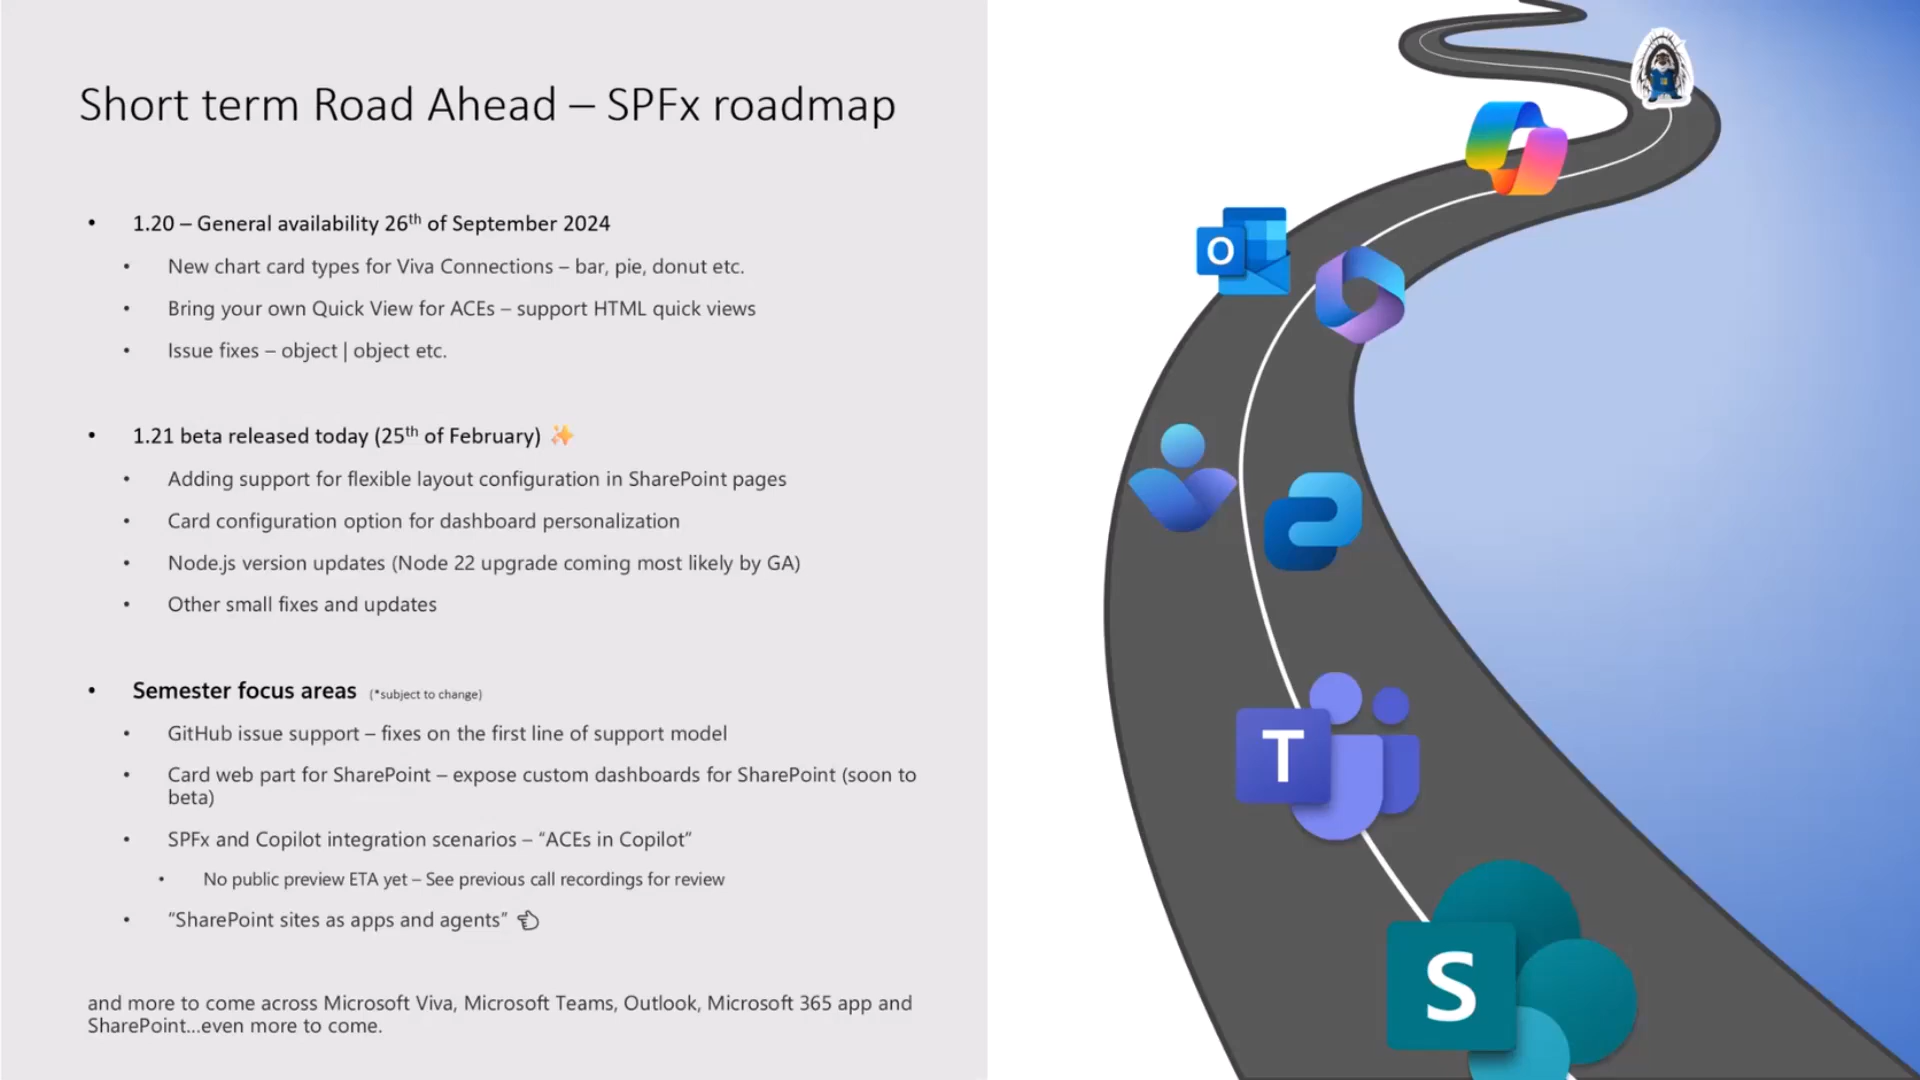 Short term Road Ahead – SPFx roadmap
• 1.20 – General availability 26th of September 2024
• New chart card types for Viva Connections – bar, pie, donut etc.
• Bring your own Quick View for ACEs – support HTML quick views
• Issue fixes – object | object etc.
• 1.21 beta released today (25th of February) ✨
• Adding support for flexible layout configuration in SharePoint pages
• Card configuration option for dashboard personalization
• Node.js version updates (Node 22 upgrade coming most likely by GA)
• Other small fixes and updates
• Semester focus areas (*subject to change)
• GitHub issue support – fixes on the first line of support model
• Card web part for SharePoint – expose custom dashboards for SharePoint (soon to
beta)
• SPFx and Copilot integration scenarios – “ACEs in Copilot”
• No public preview ETA yet – See previous call recordings for review
• “SharePoint sites as apps and agents” 👈
and more to come across Microsoft Viva, Microsoft Teams, Outlook, Microsoft 365 app and
SharePoint...even more to come.
O
T
S